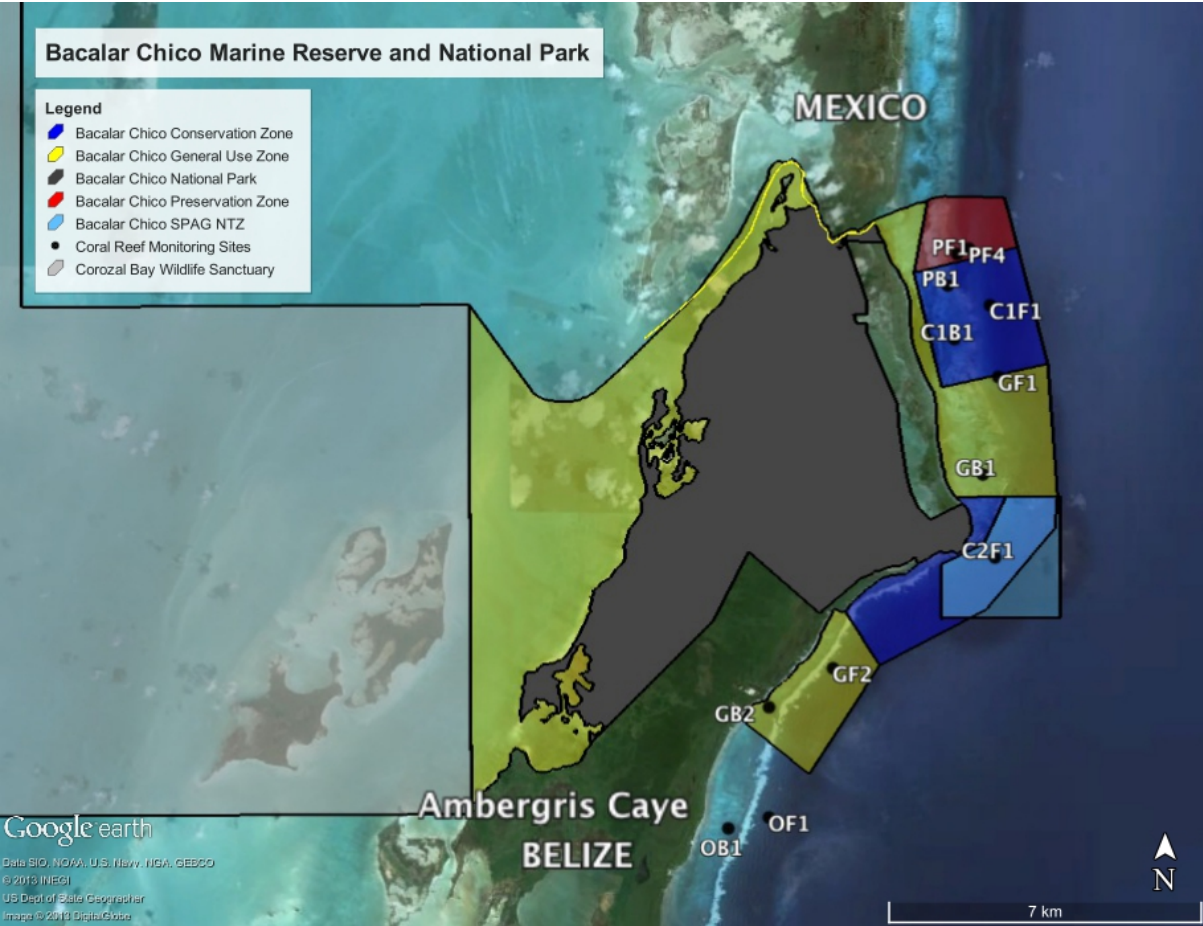 Bacalar Chico Marine Reserve and National Park
Legend
Bacalar Chico Conservation Zone
Bacalar Chico General Use Zone
Bacalar Chico National Park
Bacalar Chico Preservation Zone
Bacalar Chico SPAG NTZ
Coral Reef Monitoring Sites
Corozal Bay Wildlife Sanctuary
MEXICO
PF1
PF4
PB1
C1F1
C1B1
GF1
GB1
C2F1
GF2
GB2
Ambergris Caye
BELIZE
OF1
OB1
Google earth
Data SIO, NOAA, U.S. Navy, NGA, GEBCO
© 2013 INEGI
US Dept of State Geographer
Image © 2013 DigitalGlobe
N
7 km